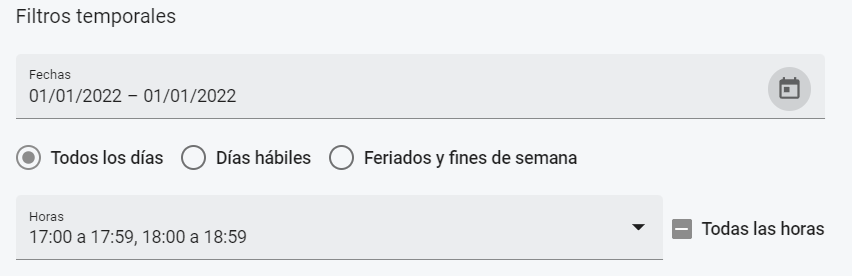 Filtros temporales
Fechas
01/01/2022 – 01/01/2022
Todos los días Días hábiles Feriados y fines de semana
Horas
17:00 a 17:59, 18:00 a 18:59
Todas las horas